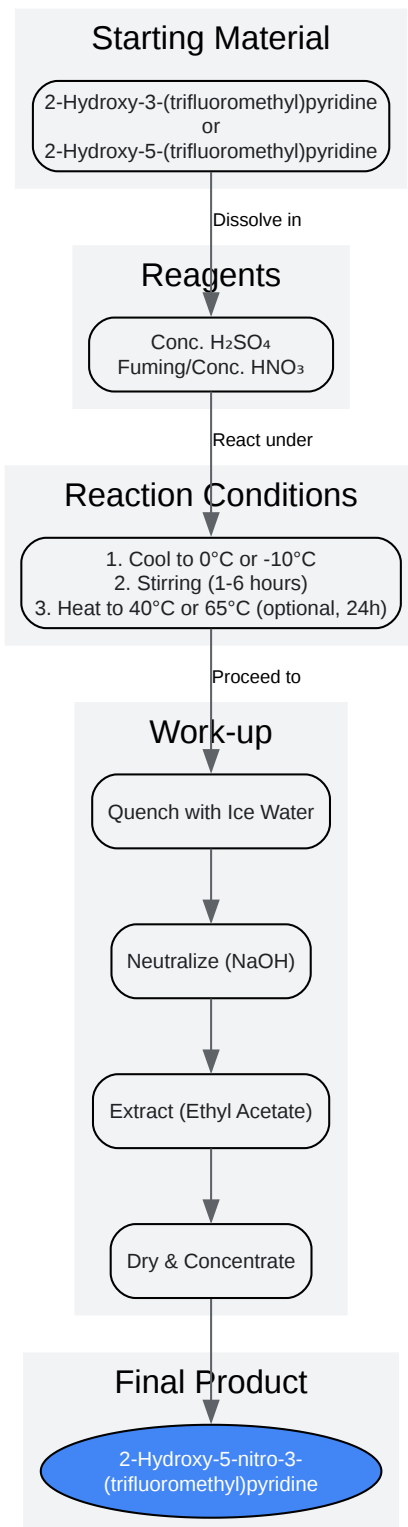 Starting Material
2-Hydroxy-3-(trifluoromethyl)pyridine
or
2-Hydroxy-5-(trifluoromethyl)pyridine
Dissolve in
Reagents
Conc. H₂SO₄
Fuming/Conc. HNO₃
React under
Reaction Conditions
1. Cool to 0°C or -10°C
2. Stirring (1-6 hours)
3. Heat to 40°C or 65°C (optional, 24h)
Proceed to
Work-up
Quench with Ice Water
Neutralize (NaOH)
Extract (Ethyl Acetate)
Dry & Concentrate
Final Product
2-Hydroxy-5-nitro-3-
(trifluoromethyl)pyridine